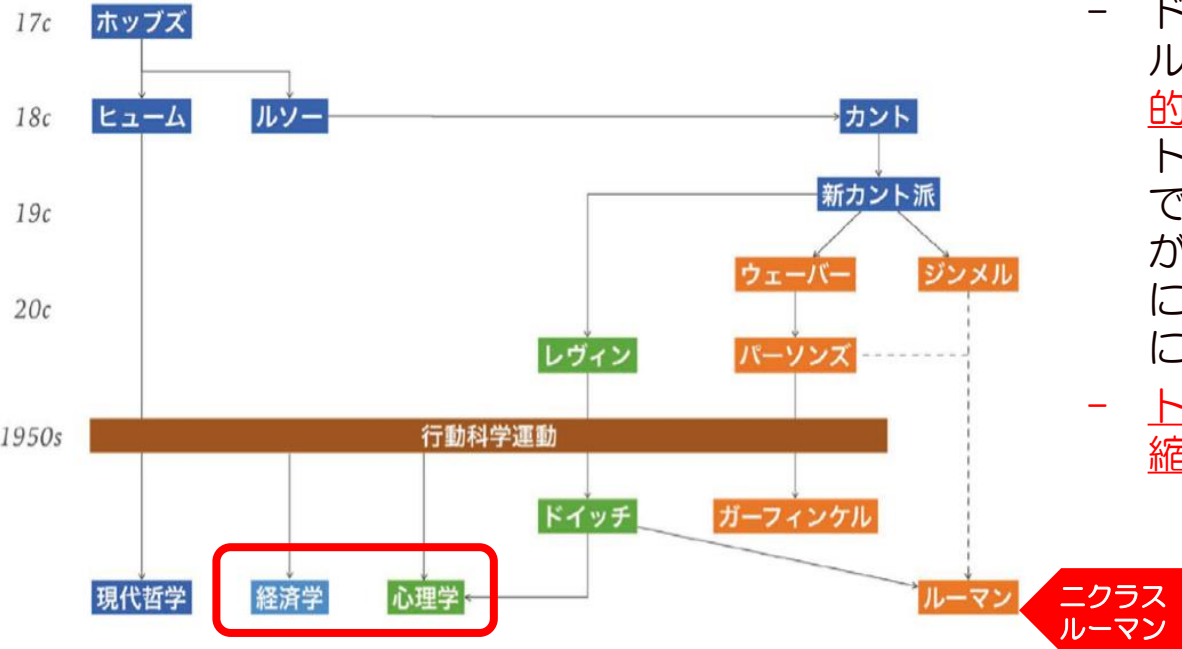 17c
ホッブズ
18c
ヒューム
ルソー
カント
新カント派
19c
ウェーバー
ジンメル
20c
レヴィン
パーソンズ
1950s
行動科学運動
ドイッチ
ガーフィンケル
現代哲学
経済学
心理学
ルーマン
ニクラス
ルーマン
- ド
ル
的
ト
で
が
に
に
- ト
縮